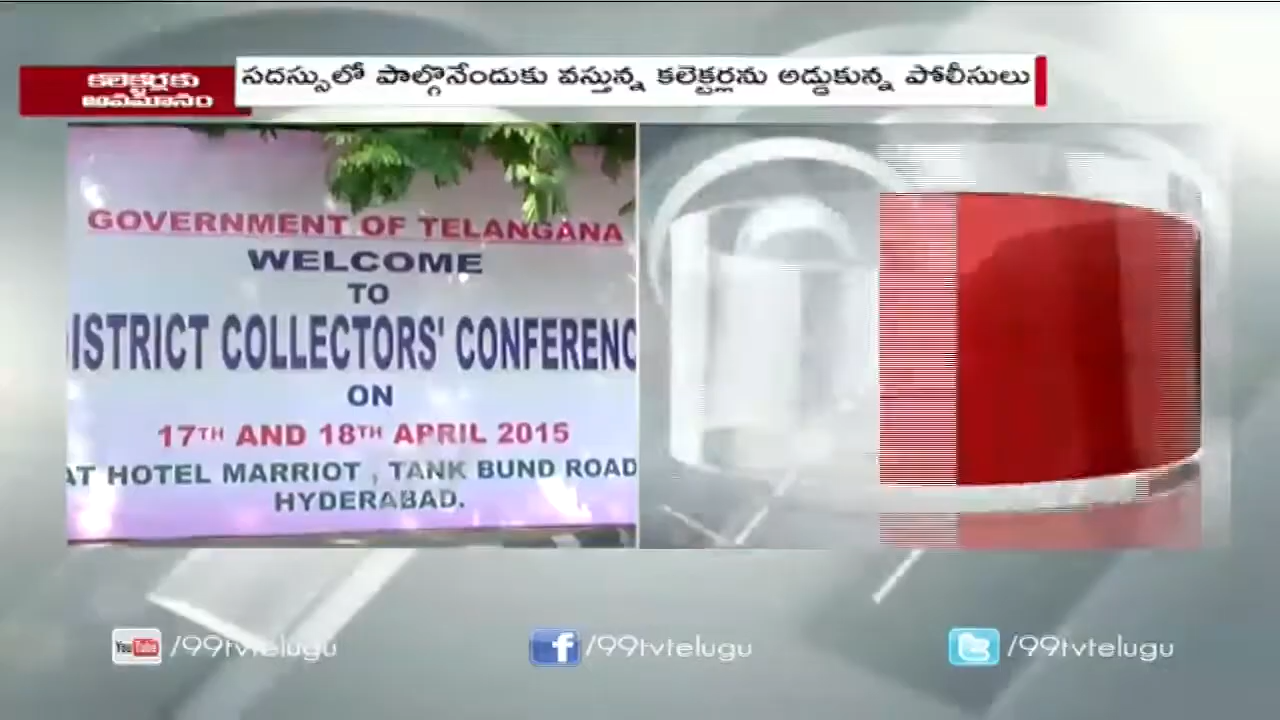 కలెక్టర్లకు
అవమానం
సదస్సులో పాల్గొనేందుకు వస్తున్న కలెక్టర్లను అడ్డుకున్న పోలీసులు
GOVERNMENT OF TELANGANA
WELCOME
TO
ISTRICT COLLECTORS' CONFERENC
ON
17TH AND 18TH APRIL 2015
AT HOTEL MARRIOT , TANK BUND ROAD
HYDERABAD.
YouTube /99tvtelugu
f /99tvtelugu
/99tvtelugu